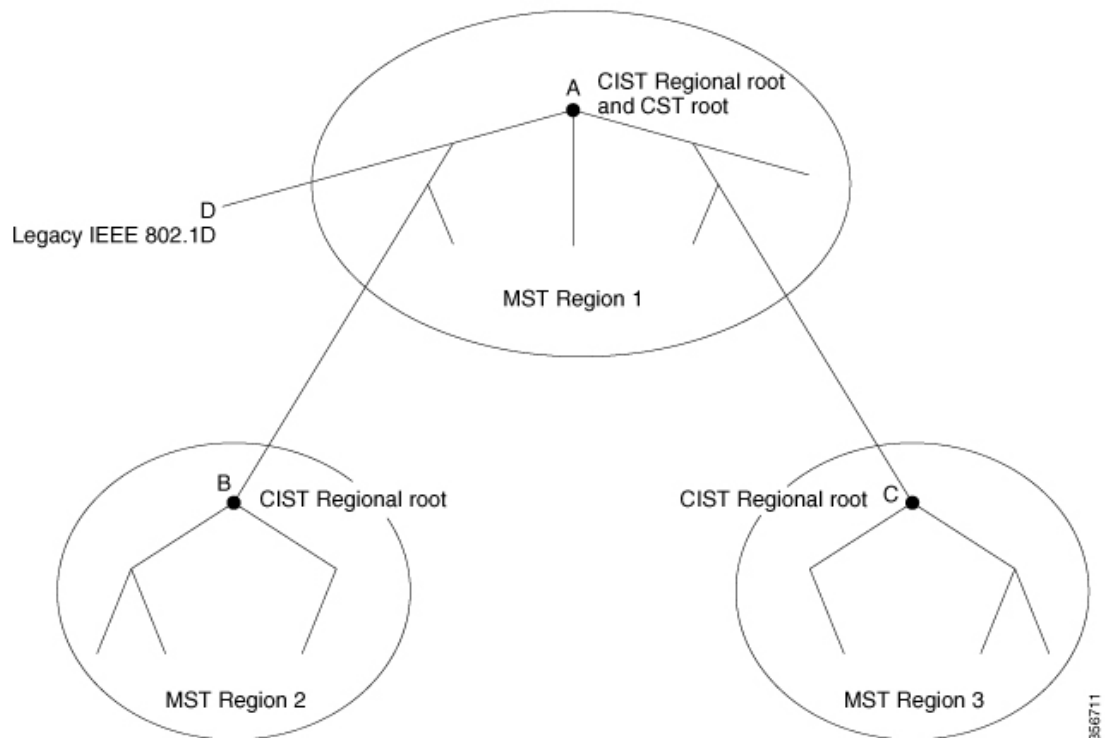 A
CIST Regional root
and CST root
D
Legacy IEEE 802.1D
MST Region 1
B
CIST Regional root
CIST Regional root
C
MST Region 2
MST Region 3